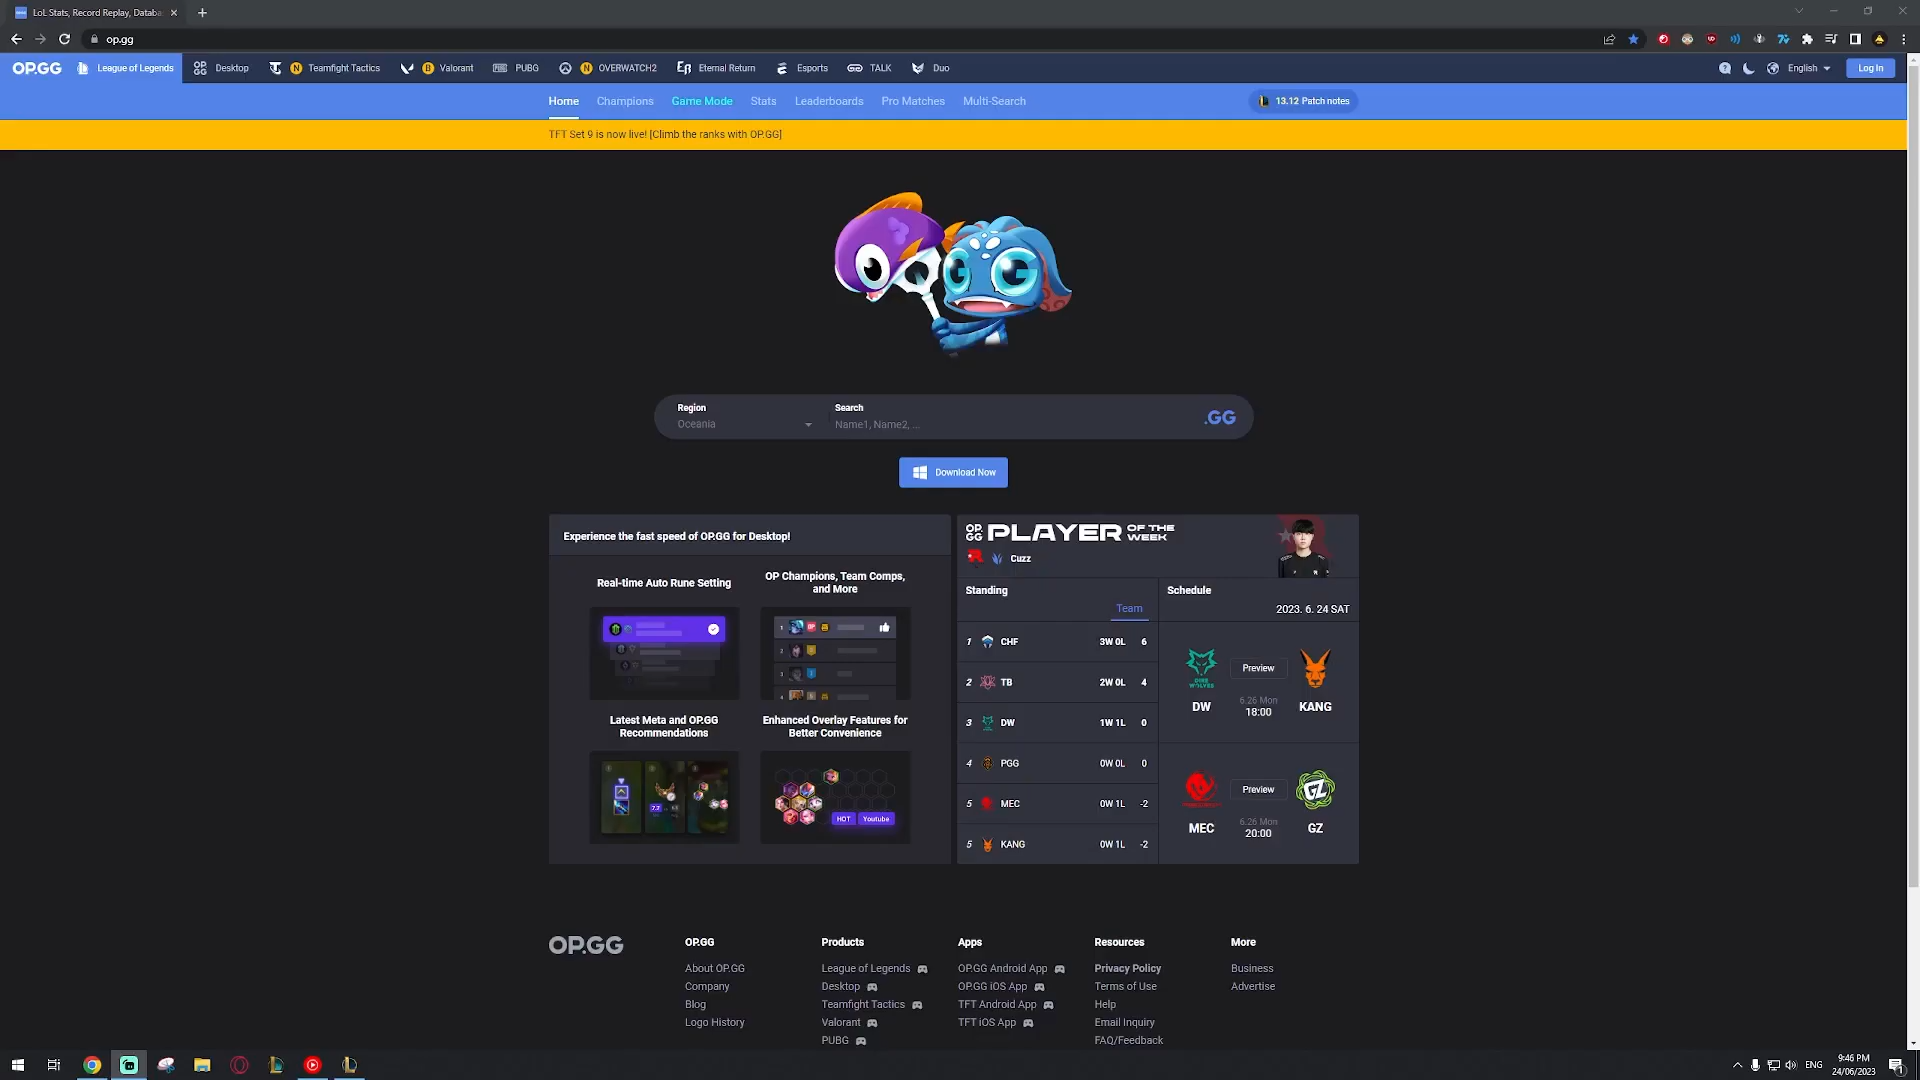 LoL Stats, Record Replay, Databa
op.gg
OP.GG
League of Legends
Desktop
N
Teamfight Tactics
B
Valorant
PUBG
N
OVERWATCH2
Eternal Return
Esports
TALK
Duo
English
Log In
Home
Champions
Game Mode
Stats
Leaderboards
Pro Matches
Multi-Search
13.12 Patch notes
TFT Set 9 is now live! [Climb the ranks with OP.GG]
Region
Oceania
Search
Name1, Name2, ...
.GG
Download Now
Experience the fast speed of OP.GG for Desktop!
Real-time Auto Rune Setting
OP Champions, Team Comps,
and More
Latest Meta and OP.GG
Recommendations
Enhanced Overlay Features for
Better Convenience
HOT
Youtube
OP.GG PLAYER OF THE WEEK
Cuzz
Standing
Team
1 CHF 3W 0L 6
2 TB 2W 0L 4
3 DW 1W 1L 0
4 PGG 0W 0L 0
5 MEC 0W 1L -2
5 KANG 0W 1L -2
Schedule
2023. 6. 24 SAT
DW
Preview
6.26 Mon
18:00
KANG
MEC
Preview
6.26 Mon
20:00
GZ
OP.GG
OP.GG
About OP.GG
Company
Blog
Logo History
Products
League of Legends
Desktop
Teamfight Tactics
Valorant
PUBG
Apps
OP.GG Android App
OP.GG iOS App
TFT Android App
TFT iOS App
Resources
Privacy Policy
Terms of Use
Help
Email Inquiry
FAQ/Feedback
More
Business
Advertise
ENG
9:46 PM
24/06/2023